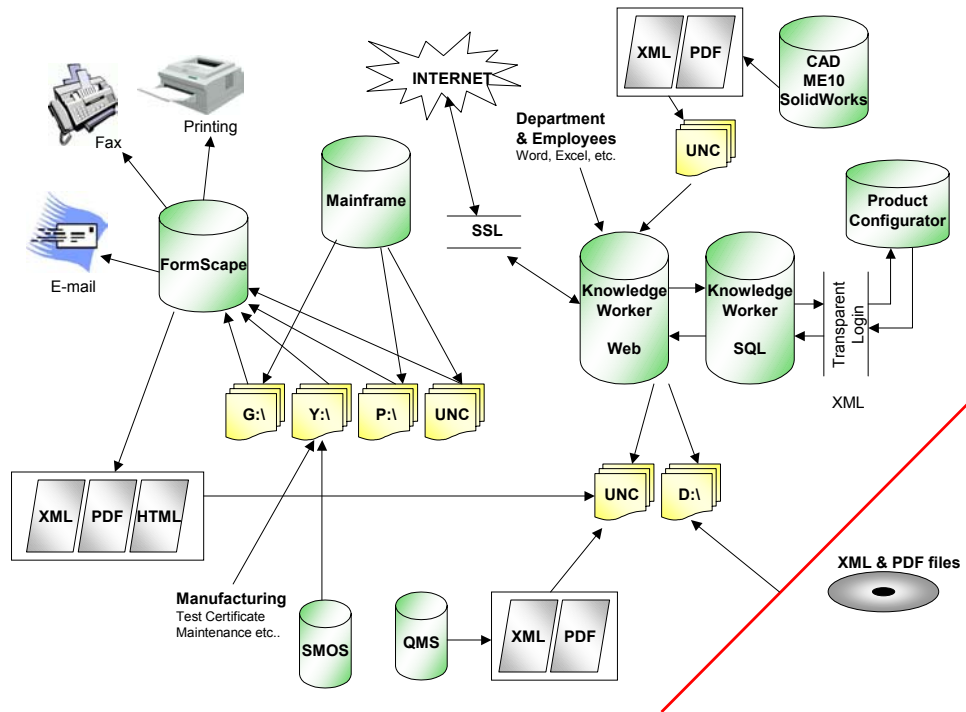 INTERNET
XML
PDF
CAD
ME10
SolidWorks
Fax
Printing
Department
& Employees
Word, Excel, etc.
UNC
Mainframe
Product
Configurator
SSL
FormScape
E-mail
Knowledge
Worker
Web
Knowledge
Worker
SQL
Transparent
Login
XML
G:\
Y:\
P:\
UNC
UNC
D:\
XML
PDF
HTML
XML & PDF files
Manufacturing
Test Certificate
Maintenance etc..
SMOS
QMS
XML
PDF